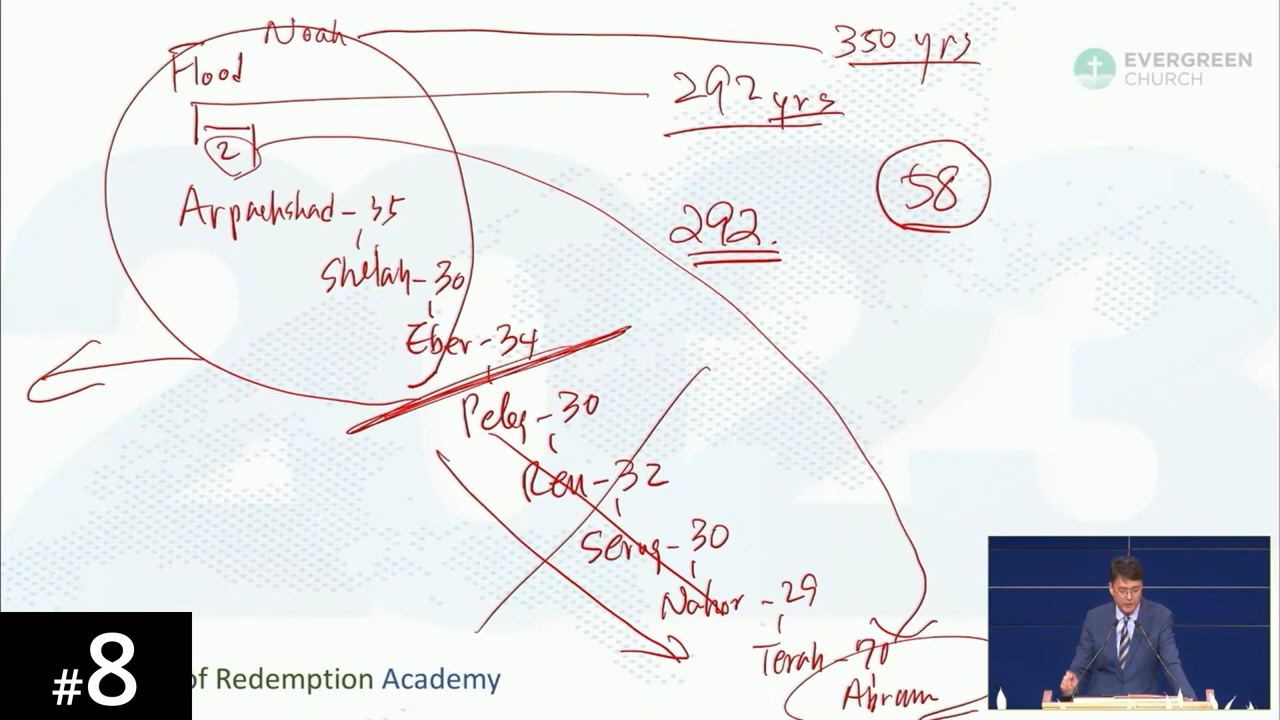 Noah
350 yrs
Flood
292 yrs
2
58
Arpachshad - 35
292.
Shelah - 30
Eber - 34
Peleg - 30
Reu - 32
Serug - 30
Nahor - 29
Terah - 70
Abram
EVERGREEN
CHURCH
2023
#8
of Redemption Academy